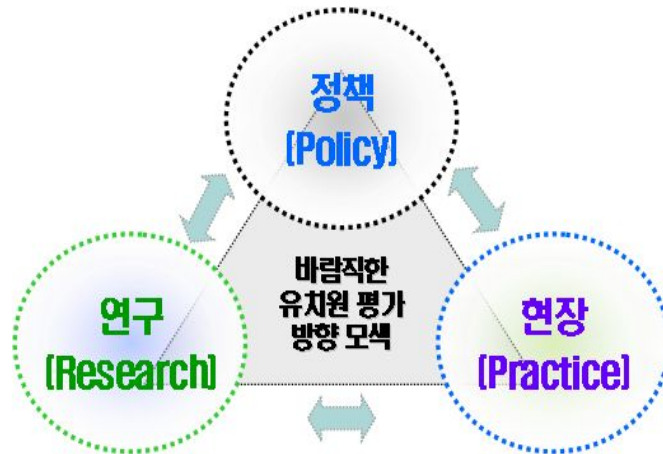 정책
(Policy)
바람직한
유치원 평가
방향 모색
연구
(Research)
현장
(Practice)